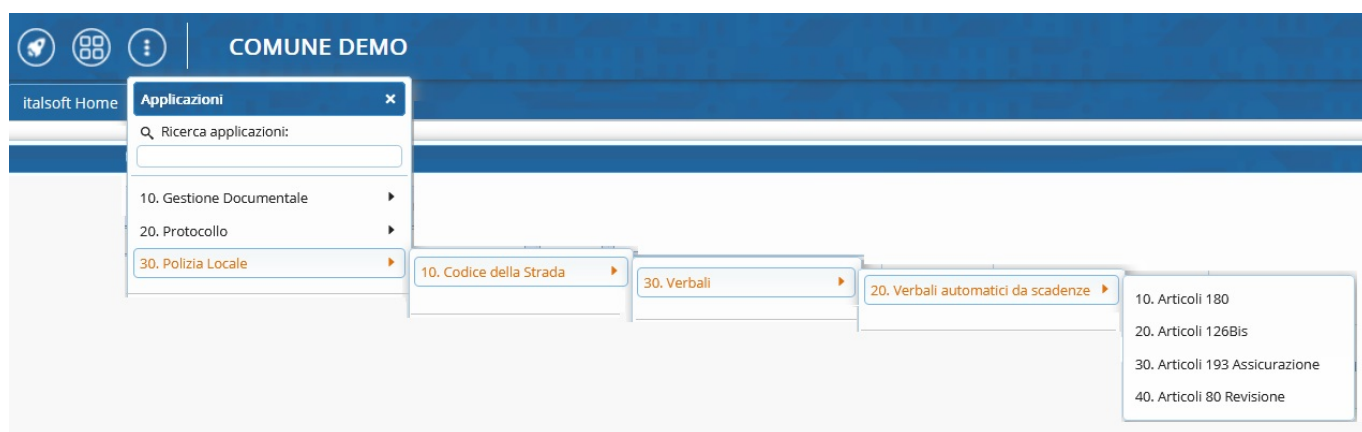 COMUNE DEMO
italsoft Home
Applicazioni
Ricerca applicazioni:
10. Gestione Documentale
20. Protocollo
30. Polizia Locale
10. Codice della Strada
30. Verbali
20. Verbali automatici da scadenze
10. Articoli 180
20. Articoli 126Bis
30. Articoli 193 Assicurazione
40. Articoli 80 Revisione